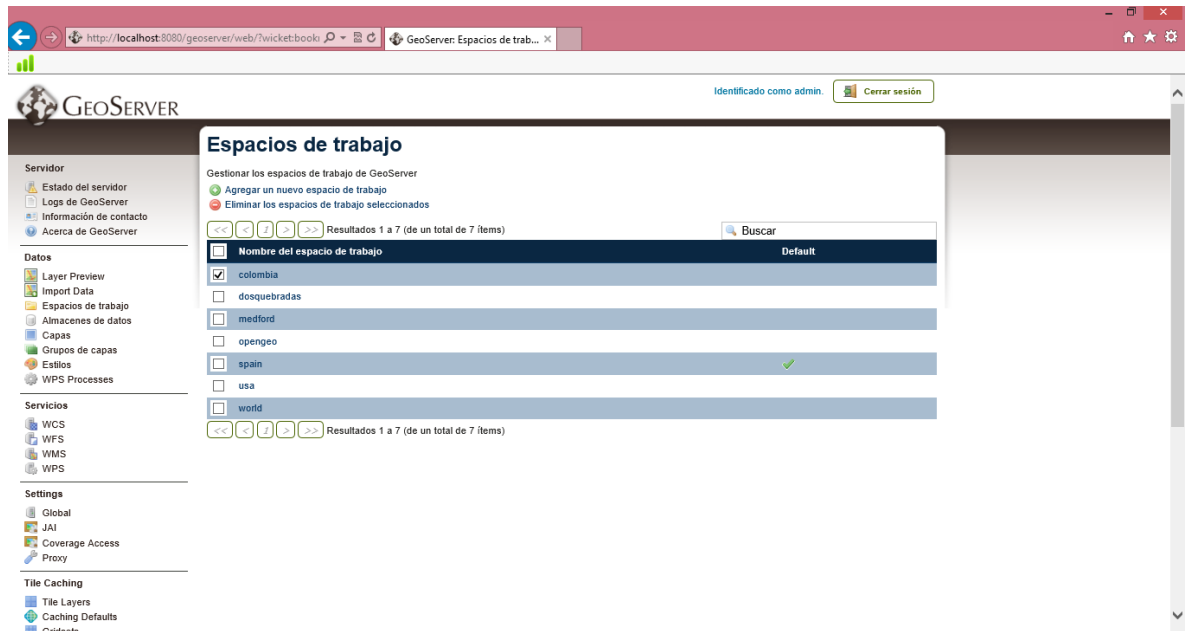 http://localhost:8080/geoserver/web/?wicket:book
GeoServer: Espacios de trab...
GEOSERVER
Identificado como admin.
Cerrar sesión
Servidor
Estado del servidor
Logs de GeoServer
Información de contacto
Acerca de GeoServer
Datos
Layer Preview
Import Data
Espacios de trabajo
Almacenes de datos
Capas
Grupos de capas
Estilos
WPS Processes
Servicios
WCS
WFS
WMS
WPS
Settings
Global
JAI
Coverage Access
Proxy
Tile Caching
Tile Layers
Caching Defaults
Espacios de trabajo
Gestionar los espacios de trabajo de GeoServer
Agregar un nuevo espacio de trabajo
Eliminar los espacios de trabajo seleccionados
<< < 1 > >> Resultados 1 a 7 (de un total de 7 ítems)
Buscar
Nombre del espacio de trabajo Default
colombia
dosquebradas
medford
opengeo
spain
usa
world
<< < 1 > >> Resultados 1 a 7 (de un total de 7 ítems)